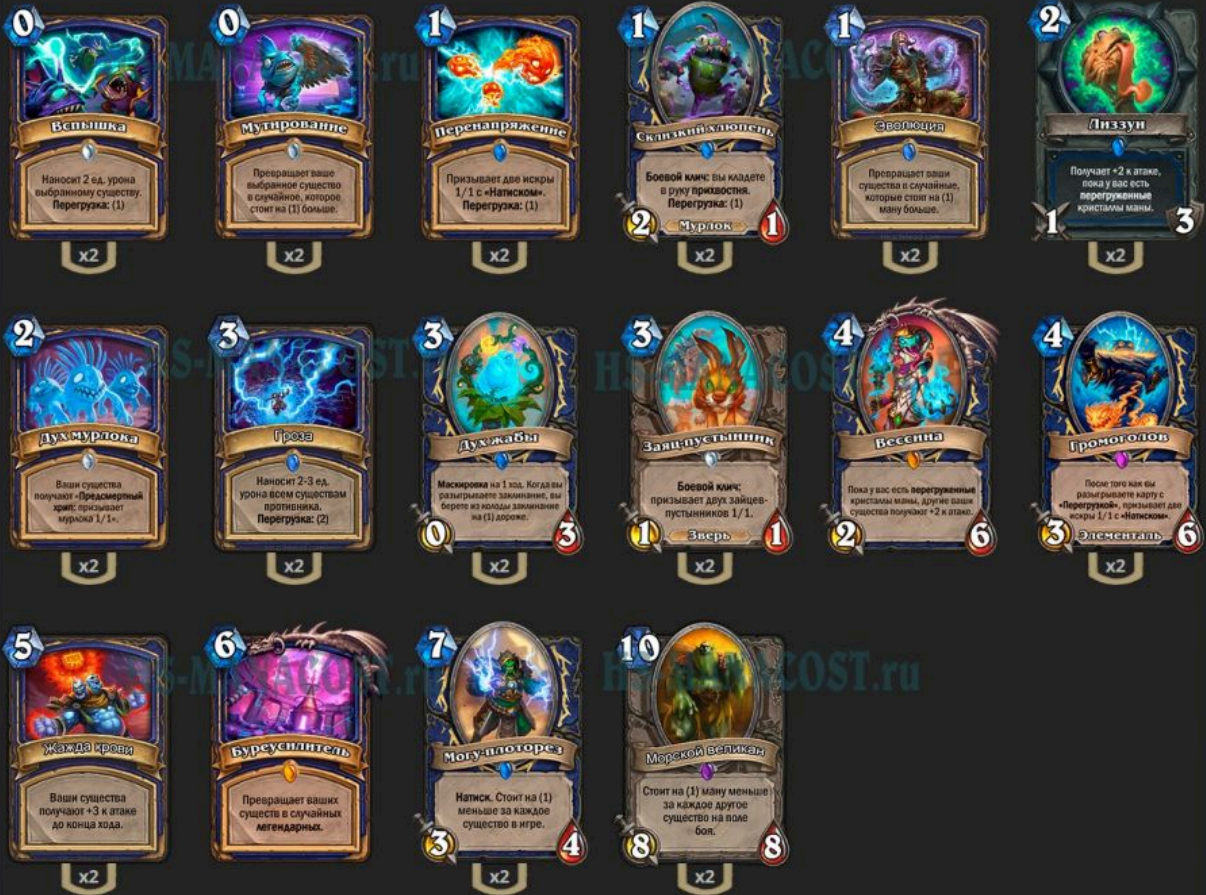 0
Вспышка
Наносит 2 ед. урона
выбранному существу.
Перегрузка: (1)
x2
0
Мутирование
Превращает ваше
выбранное существо
в случайное, которое
стоит на (1) больше.
x2
1
Перенапряжение
Призывает две искры
1/1 с «Натиском».
Перегрузка: (1)
x2
1
Склизкий хлюпень
Боевой клич: вы кладете
в руку прихвостня.
Перегрузка: (1)
2
Мурлок
1
x2
1
Эволюция
Превращает ваши
существа в случайные,
которые стоят на (1)
ману больше.
x2
2
Лиззун
Получает +2 к атаке,
пока у вас есть
перегруженные
кристаллы маны.
1
3
x2
2
Дух мурлока
Ваши существа
получают «Предсмертный
хрип: призывает
мурлока 1/1».
x2
3
Гроза
Наносит 2-3 ед.
урона всем существам
противника.
Перегрузка: (2)
x2
3
Дух жабы
Маскировка на 1 ход. Когда вы
разыгрываете заклинание, вы
берете из колоды заклинание
на (1) дороже.
0
3
x2
3
Заяц-пустынник
Боевой клич:
призывает двух зайцев-
пустынников 1/1.
1
Зверь
1
x2
4
Вессина
Пока у вас есть перегруженные
кристаллы маны, другие ваши
существа получают +2 к атаке.
2
6
4
Громоголов
После того как вы
разыгрываете карту с
«Перегрузкой», призывает две
искры 1/1 с «Натиском».
3
Элементаль
6
x2
5
Жажда крови
Ваши существа
получают +3 к атаке
до конца хода.
x2
6
Буреусилитель
Превращает ваших
существ в случайных
легендарных.
7
Могу-плоторез
Натиск. Стоит на (1)
меньше за каждое
существо в игре.
3
4
x2
10
Морской великан
Стоит на (1) ману меньше
за каждое другое
существо на поле
боя.
8
8
x2
HS-MANACOST.ru